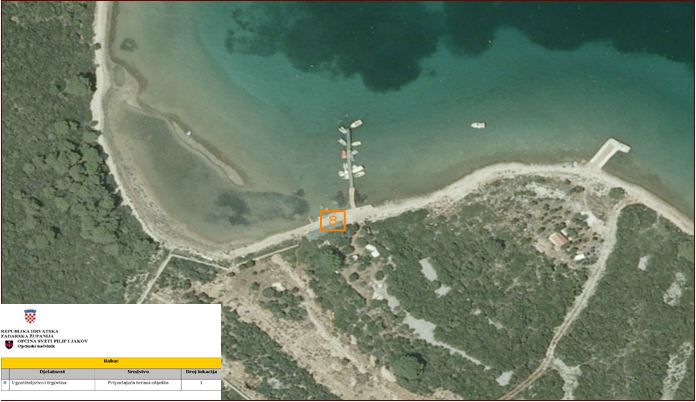 8
REPUBLIKA HRVATSKA
ZADARSKA ŽUPANIJA
OPĆINA SVETI FILIP I JAKOV
Općinski načelnik
Babac
Djelatnost Sredstvo Broj lokacija
8 Ugostiteljstvo i trgovina Pripadajuća terasa objekta 1